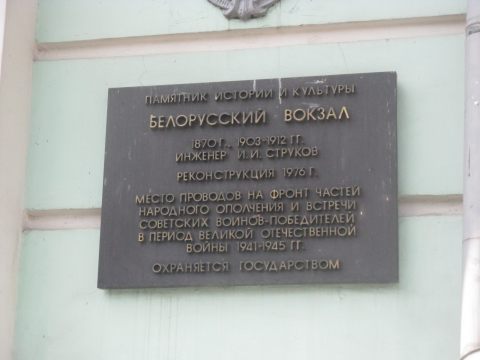 ПАМЯТНИК ИСТОРИИ И КУЛЬТУРЫ
БЕЛОРУССКИЙ ВОКЗАЛ
1870 Г., 1903-1912 ГГ.
ИНЖЕНЕР И.И. СТРУКОВ
РЕКОНСТРУКЦИЯ 1976 Г.
МЕСТО ПРОВОДОВ НА ФРОНТ ЧАСТЕЙ
НАРОДНОГО ОПОЛЧЕНИЯ И ВСТРЕЧИ
СОВЕТСКИХ ВОИНОВ-ПОБЕДИТЕЛЕЙ
В ПЕРИОД ВЕЛИКОЙ ОТЕЧЕСТВЕННОЙ
ВОЙНЫ 1941-1945 ГГ.
ОХРАНЯЕТСЯ ГОСУДАРСТВОМ